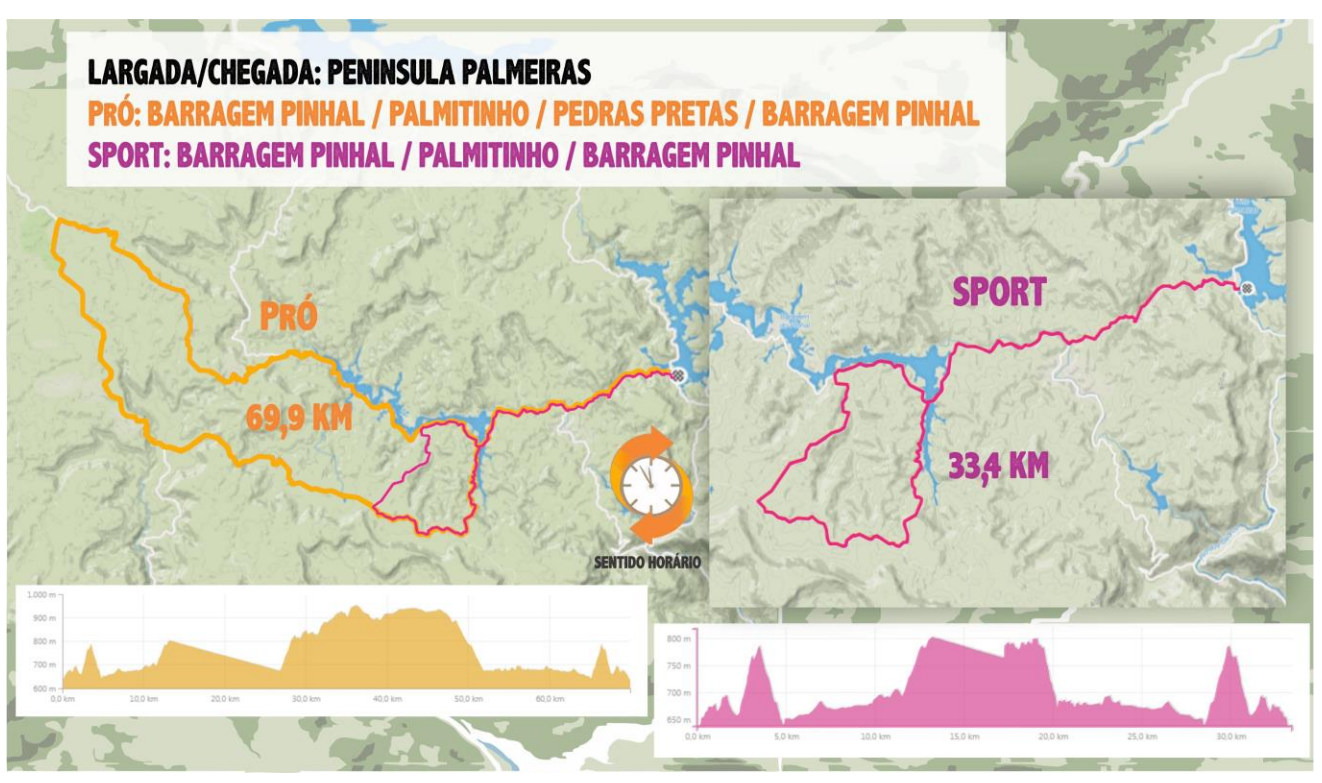 LARGADA/CHEGADA: PENINSULA PALMEIRAS
PRÓ: BARRAGEM PINHAL / PALMITINHO / PEDRAS PRETAS / BARRAGEM PINHAL
SPORT: BARRAGEM PINHAL / PALMITINHO / BARRAGEM PINHAL
PRÓ
69,9 KM
SPORT
33,4 KM
SENTIDO HORÁRIO
1.000 m
900 m
800 m
700 m
600 m
0,0 km 10,0 km 20,0 km 30,0 km 40,0 km 50,0 km 60,0 km
800 m
750 m
700 m
650 m
0,0 km 5,0 km 10,0 km 15,0 km 20,0 km 25,0 km 30,0 km